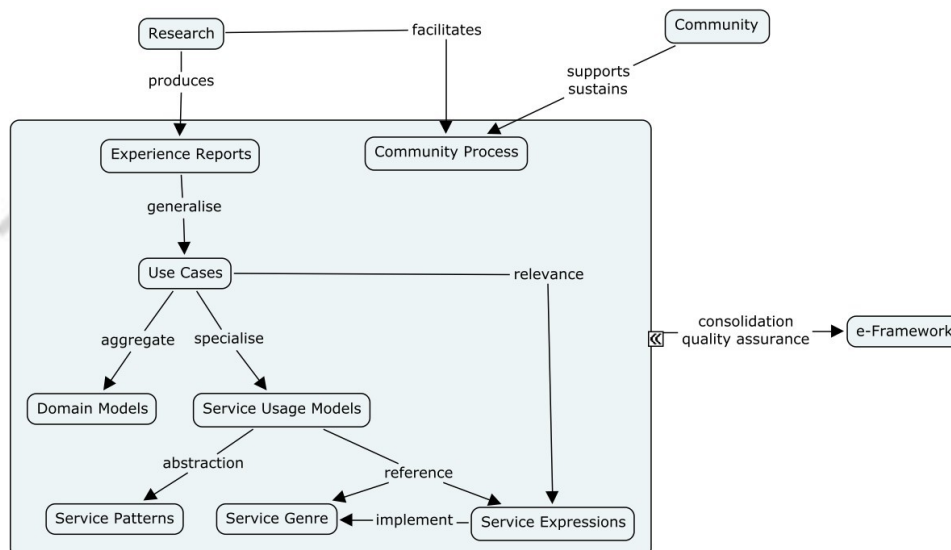 Research
facilitates
Community
produces
supports
sustains
Experience Reports
Community Process
generalise
Use Cases
relevance
aggregate
specialise
consolidation
quality assurance
e-Framework
Domain Models
Service Usage Models
abstraction
reference
Service Patterns
Service Genre
implement
Service Expressions